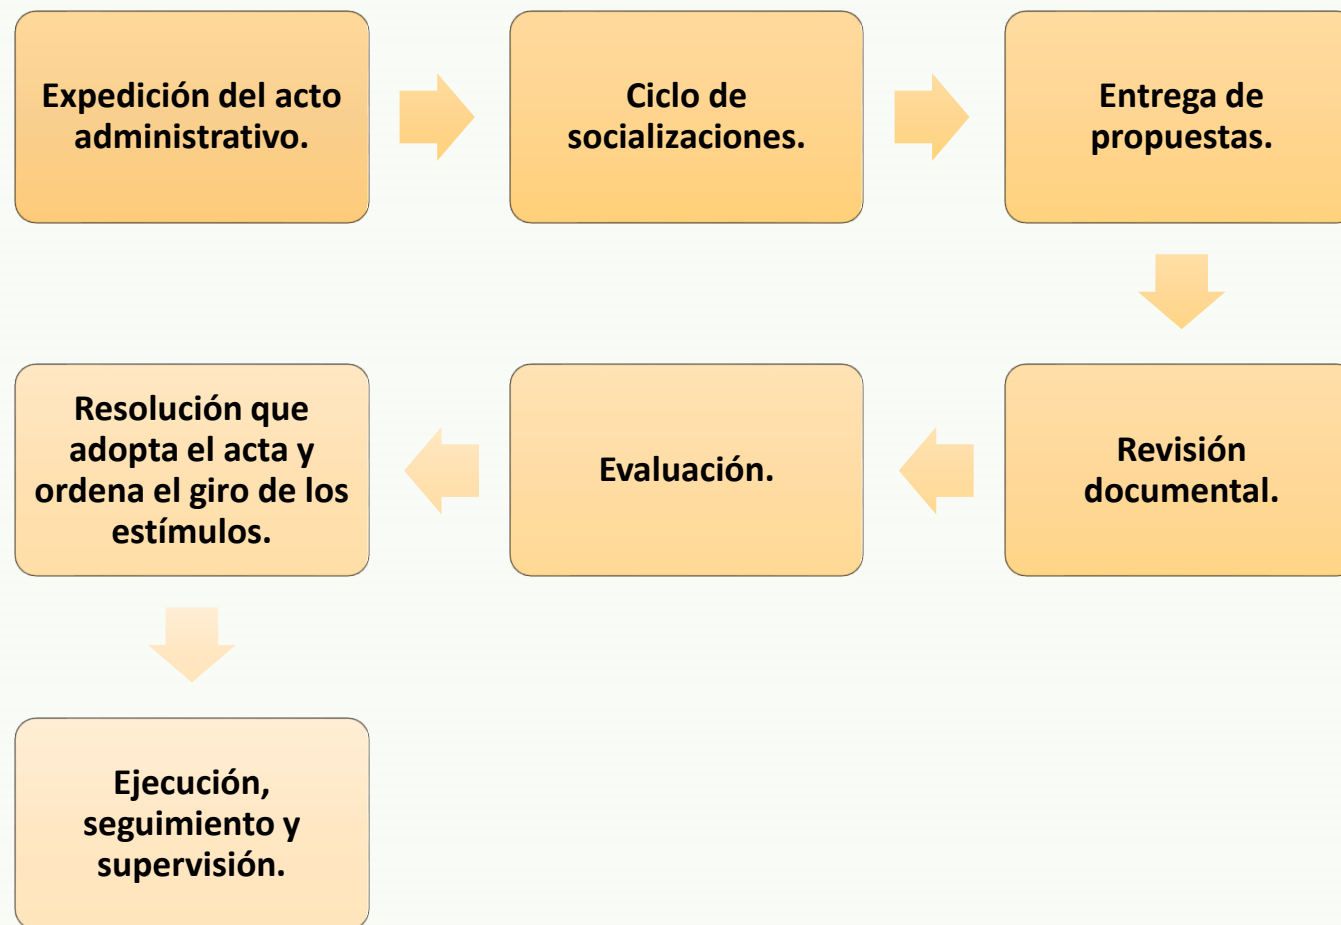 Expedición del acto
administrativo.
Ciclo de
socializaciones.
Entrega de
propuestas.
Revisión
documental.
Evaluación.
Resolución que
adopta el acta y
ordena el giro de los
estímulos.
Ejecución,
seguimiento y
supervisión.